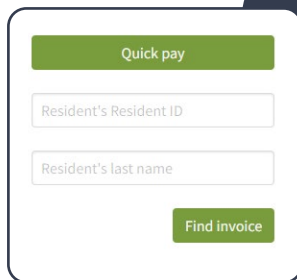 Quick pay
Resident's Resident ID
Resident's last name
Find invoice